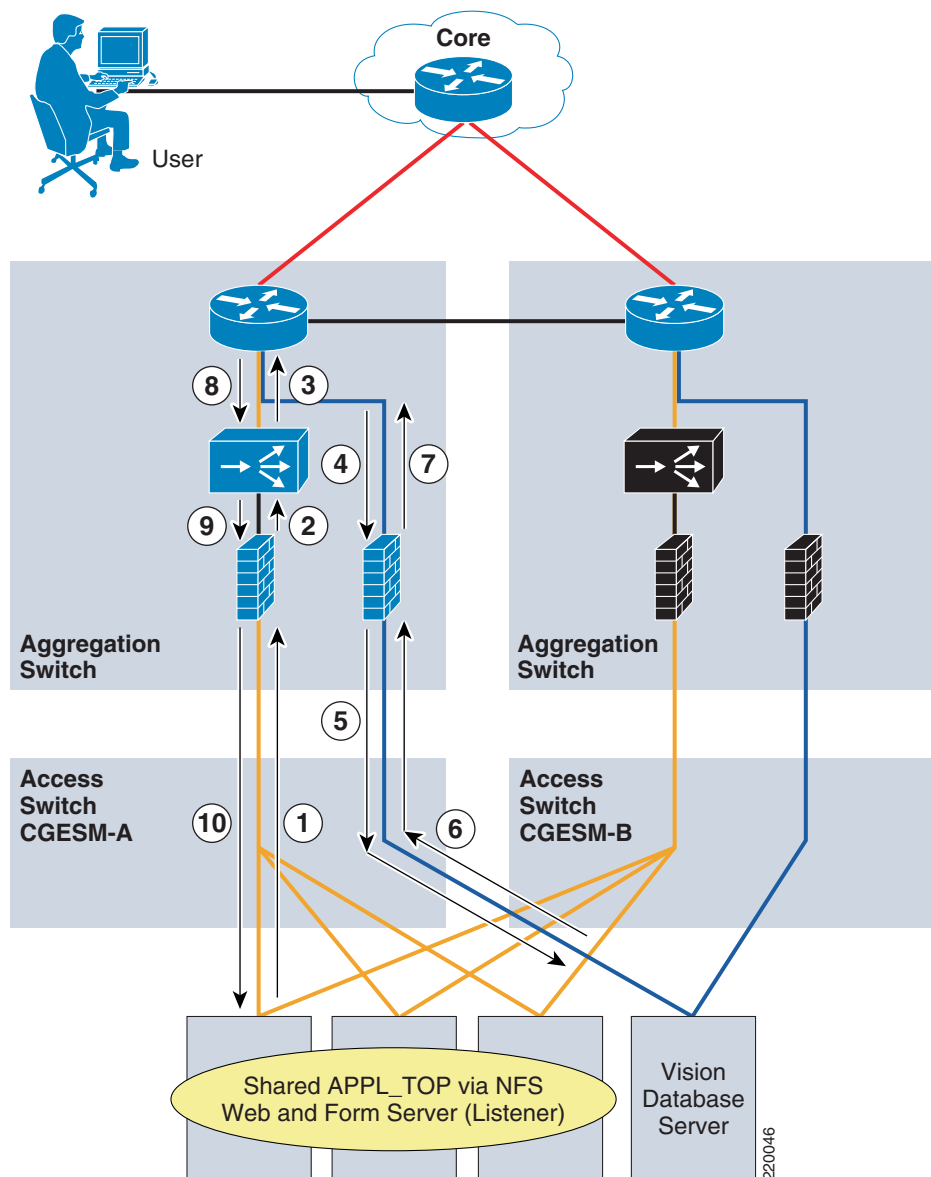 Core
User
8
3
4
7
9
2
Aggregation
Switch
Aggregation
Switch
5
Access
Switch
CGESM-A
10
1
6
Access
Switch
CGESM-B
Shared APPL_TOP via NFS
Web and Form Server (Listener)
Vision
Database
Server
220046